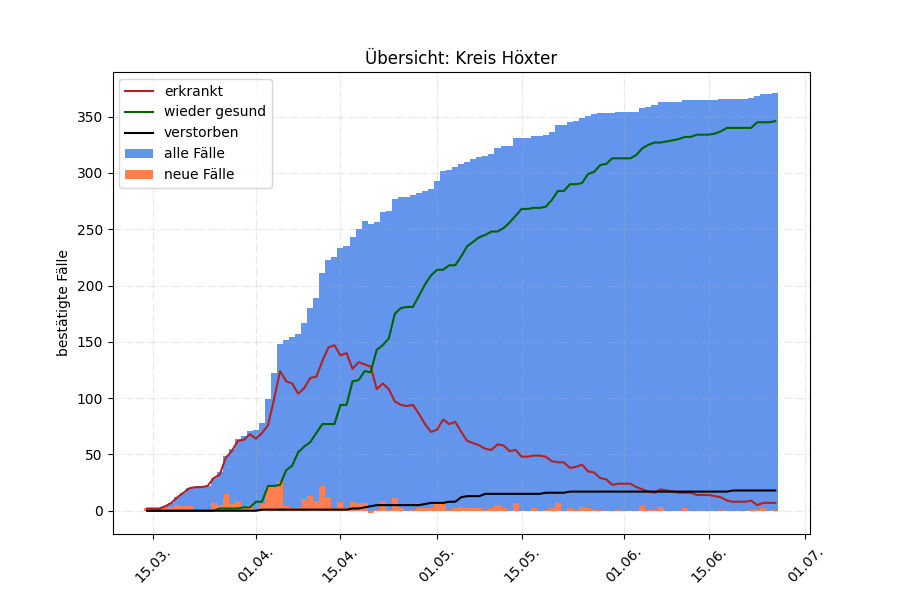 Übersicht: Kreis Höxter
erkrankt
wieder gesund
verstorben
alle Fälle
neue Fälle
bestätigte Fälle
350
300
250
200
150
100
50
0
15.03.
01.04.
15.04.
01.05.
15.05.
01.06.
15.06.
01.07.